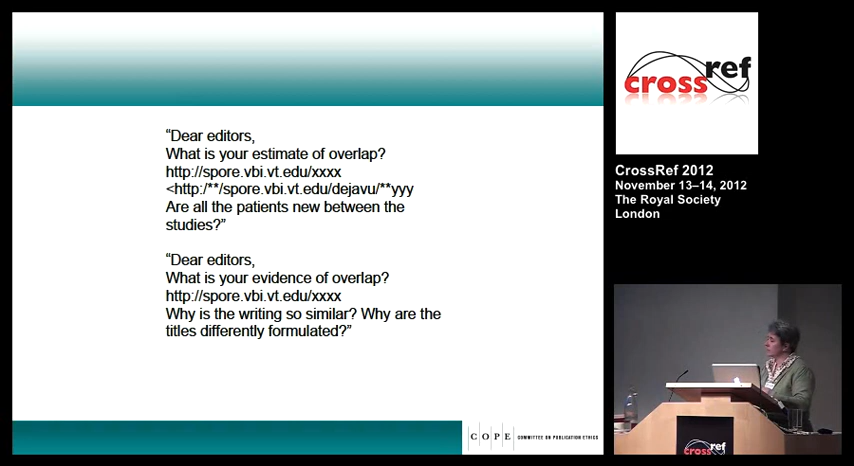 “Dear editors,
What is your estimate of overlap?
http://spore.vbi.vt.edu/xxxx
<http:/**/spore.vbi.vt.edu/dejavu/**yyy
Are all the patients new between the
studies?”
“Dear editors,
What is your evidence of overlap?
http://spore.vbi.vt.edu/xxxx
Why is the writing so similar? Why are the
titles differently formulated?”
COPE COMMITTEE ON PUBLICATION ETHICS
crossref
CrossRef 2012
November 13–14, 2012
The Royal Society
London
crossref